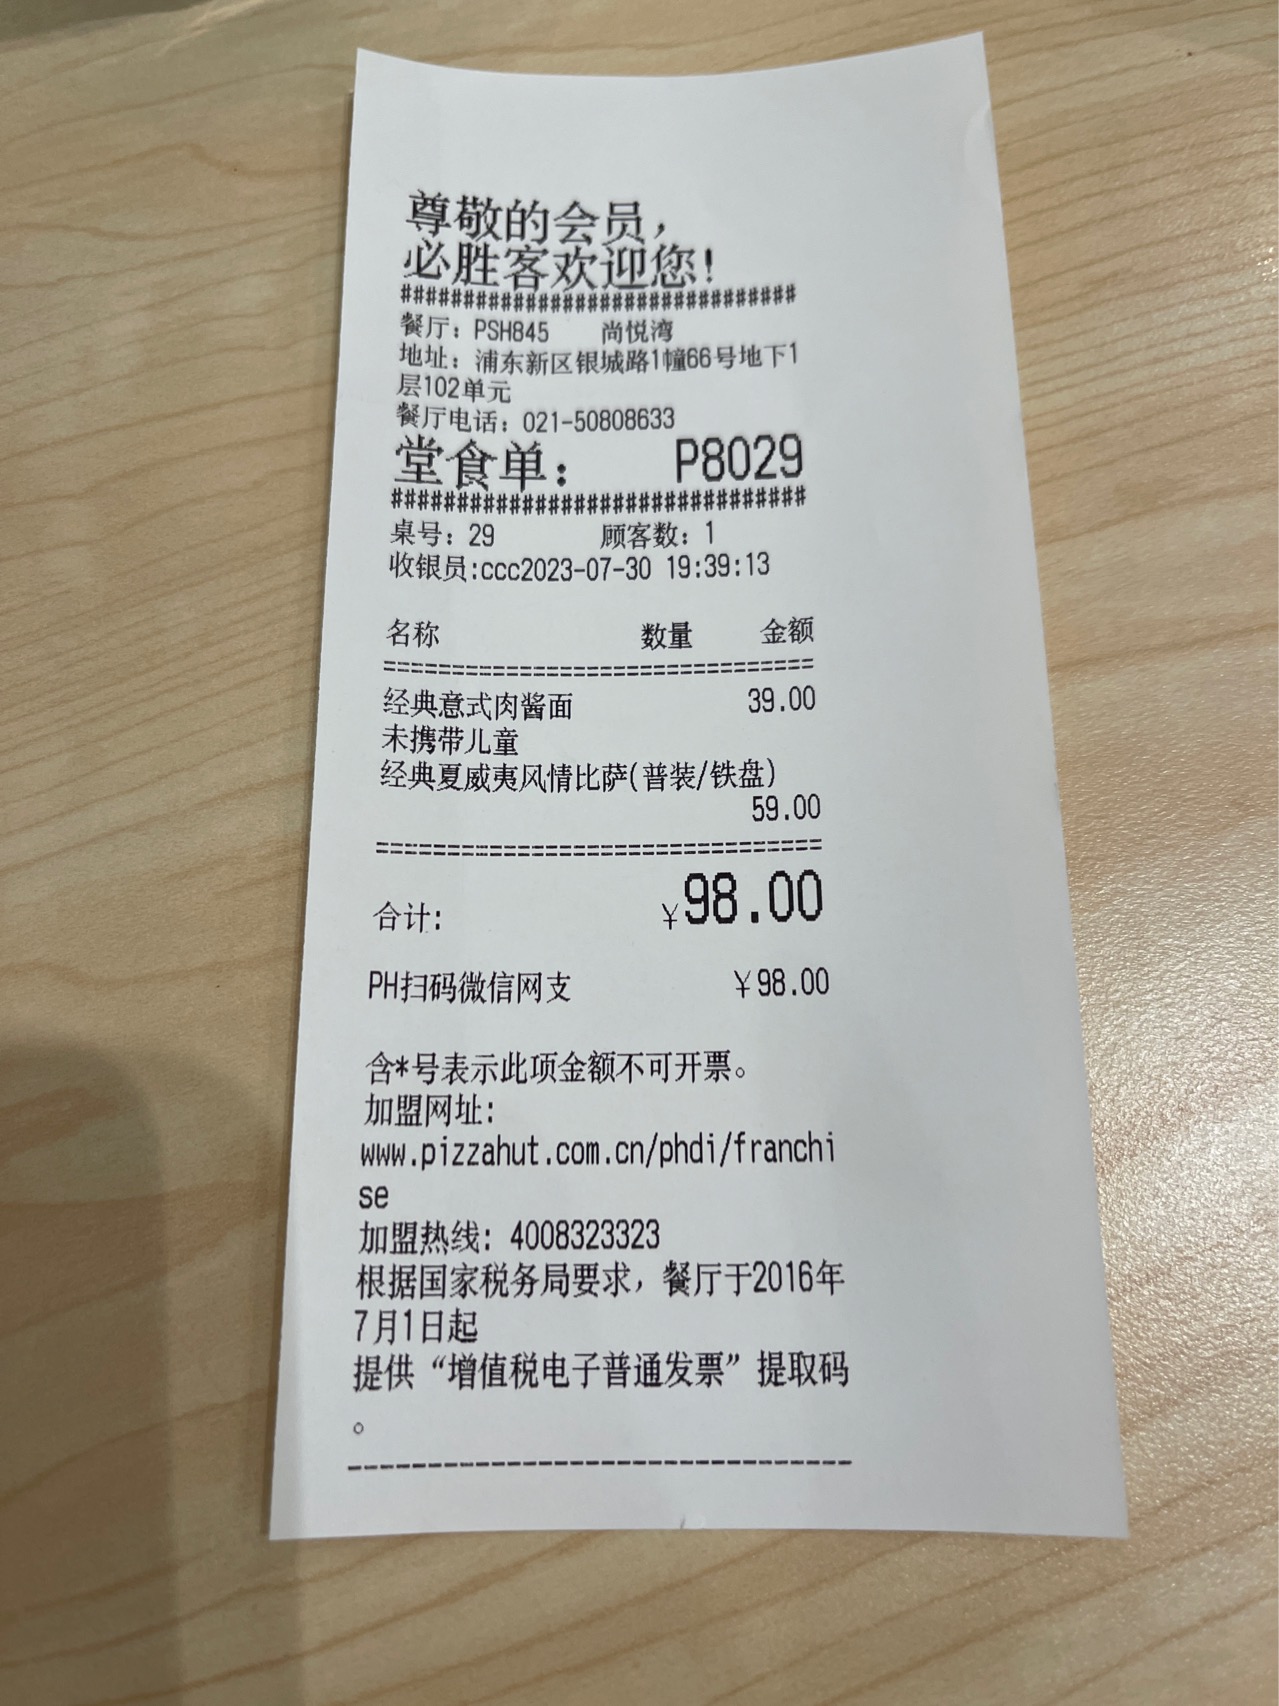 尊敬的会员，
必胜客欢迎您！
###############################
餐厅：PSH845 尚悦湾
地址：浦东新区银城路1幢66号地下1
层102单元
餐厅电话：021-50808633
堂食单： P8029
###############################
桌号：29 顾客数：1
收银员:ccc2023-07-30 19:39:13
名称 数量 金额
===============================
经典意式肉酱面 39.00
未携带儿童
经典夏威夷风情比萨(普装/铁盘)
59.00
===============================
合计: ¥98.00
PH扫码微信网支 ¥98.00
含*号表示此项金额不可开票。
加盟网址:
www.pizzahut.com.cn/phdi/franchi
se
加盟热线: 4008323323
根据国家税务局要求，餐厅于2016年
7月1日起
提供“增值税电子普通发票”提取码
。
--------------------------------